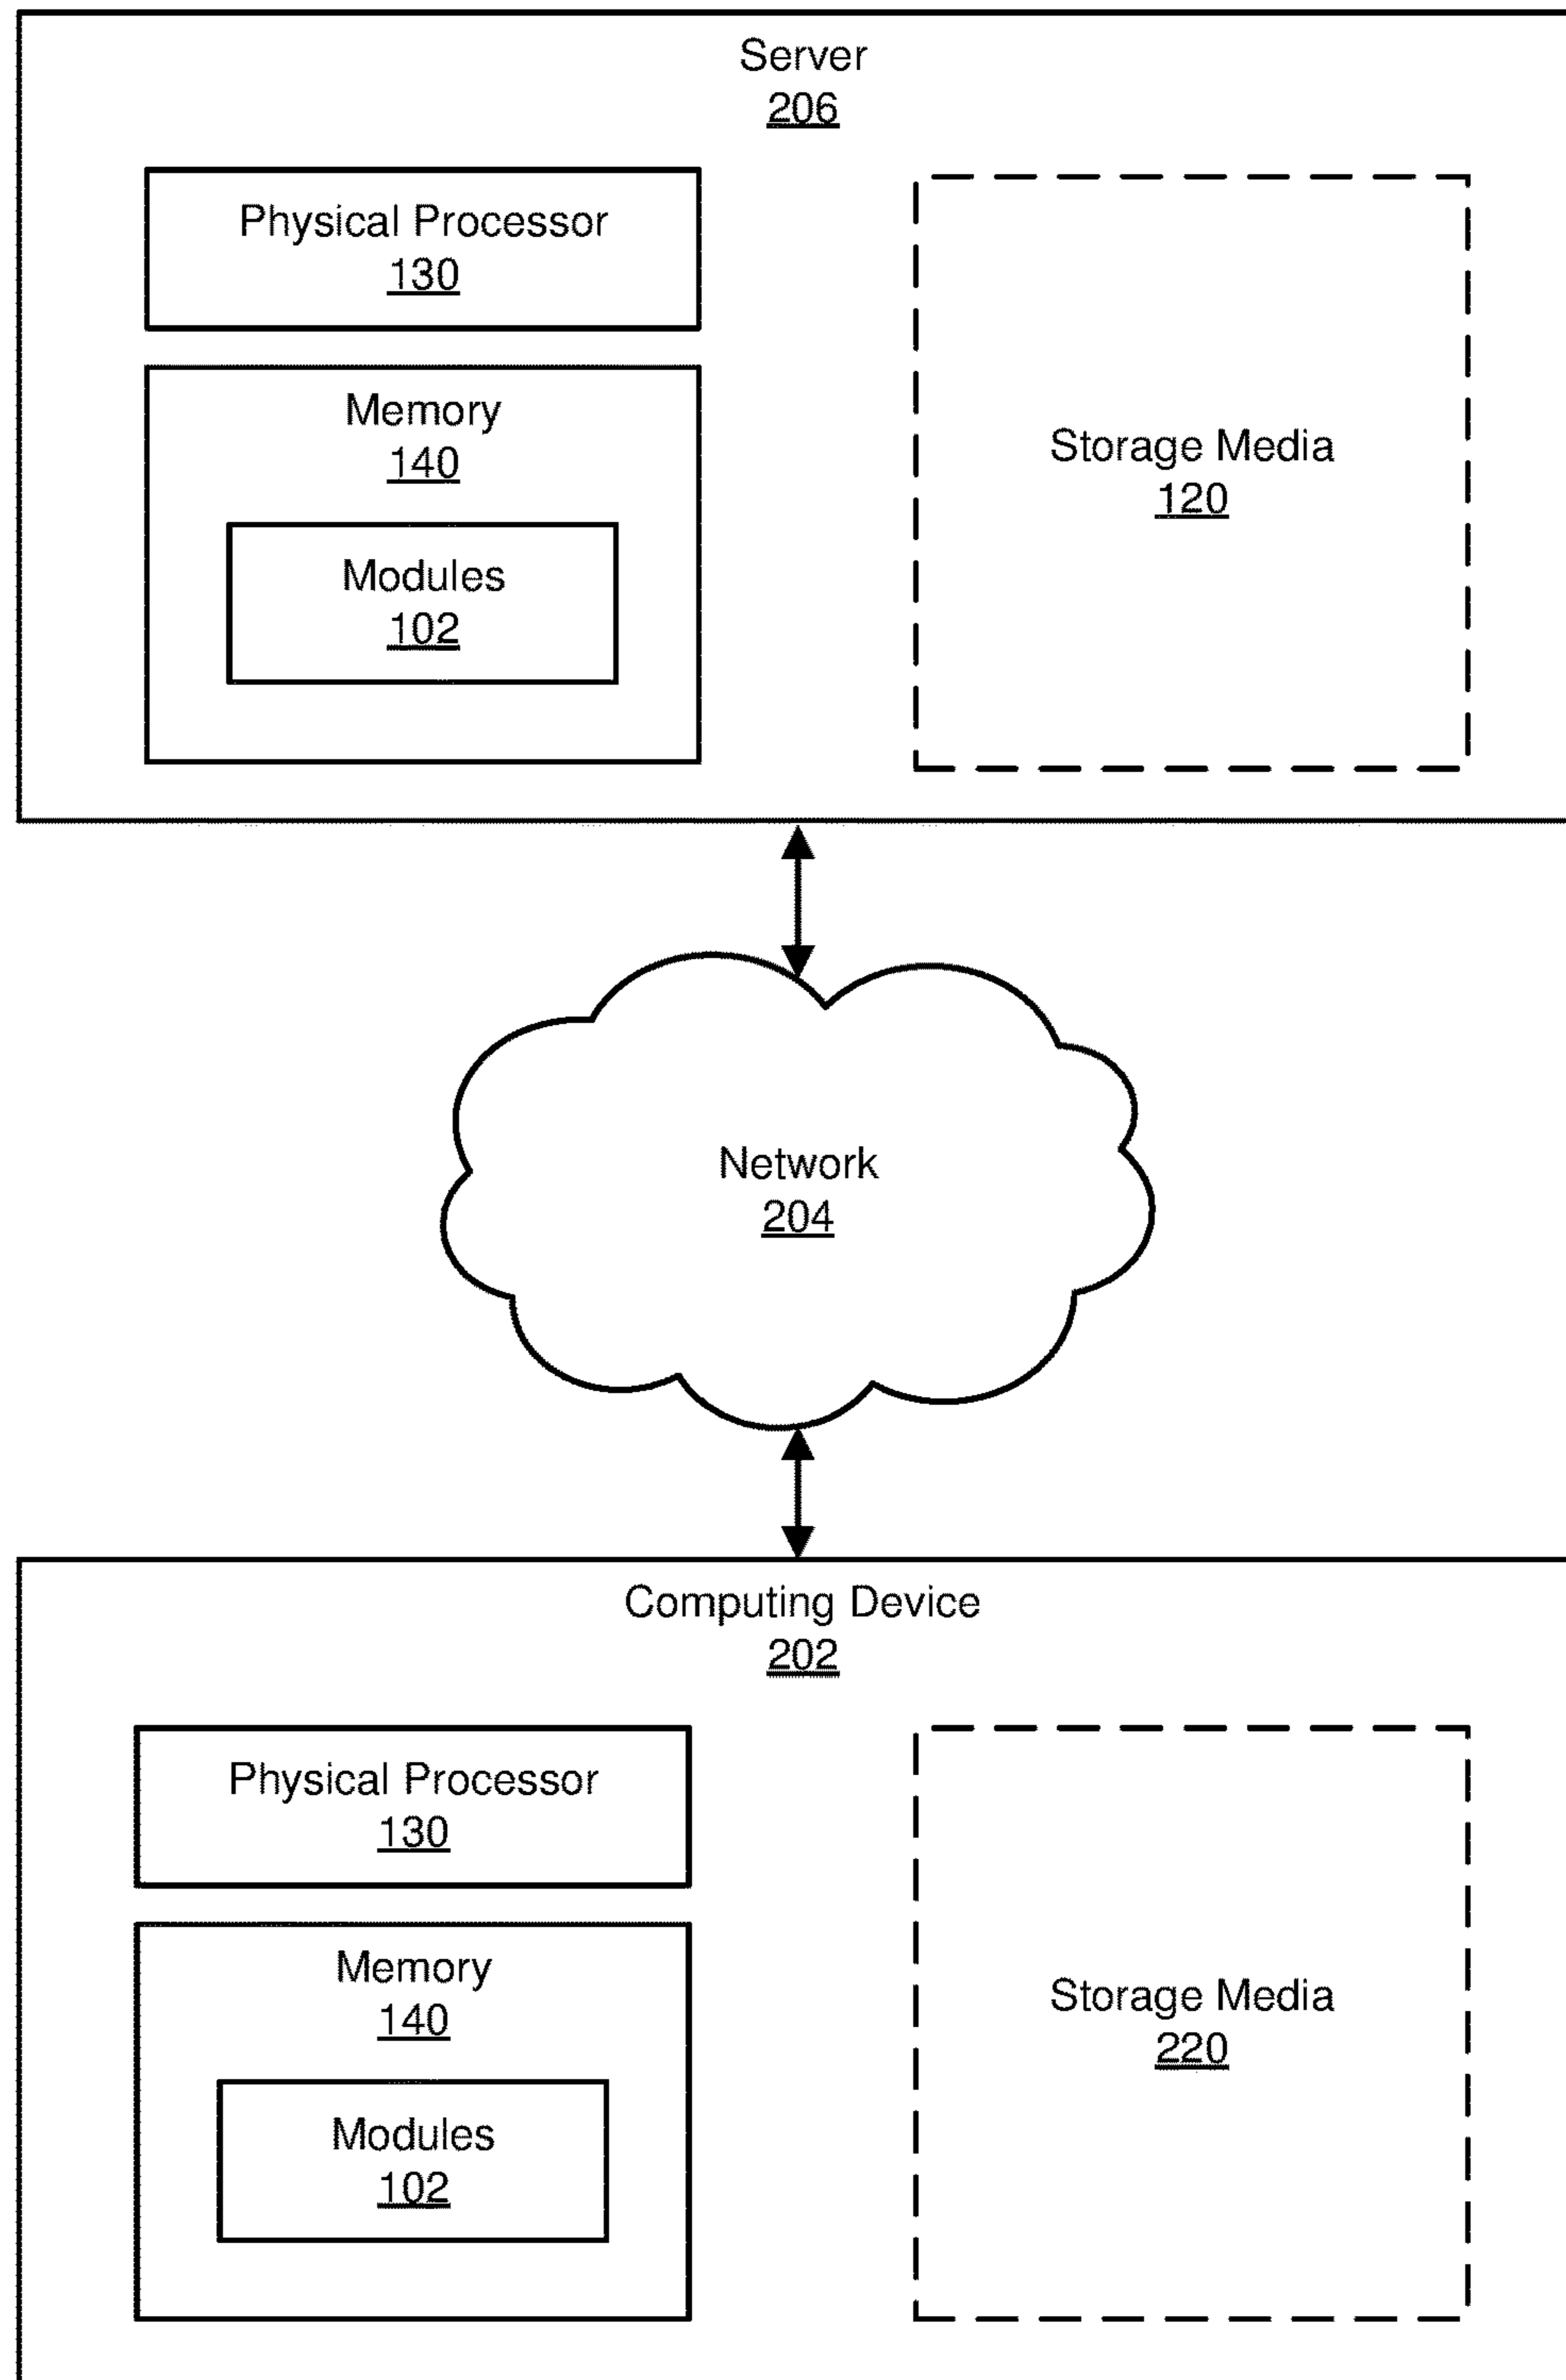 Server
206
Physical Processor
130
Memory
140
Modules
102
Storage Media
120
Network
204
Computing Device
202
Physical Processor
130
Memory
140
Modules
102
Storage Media
220